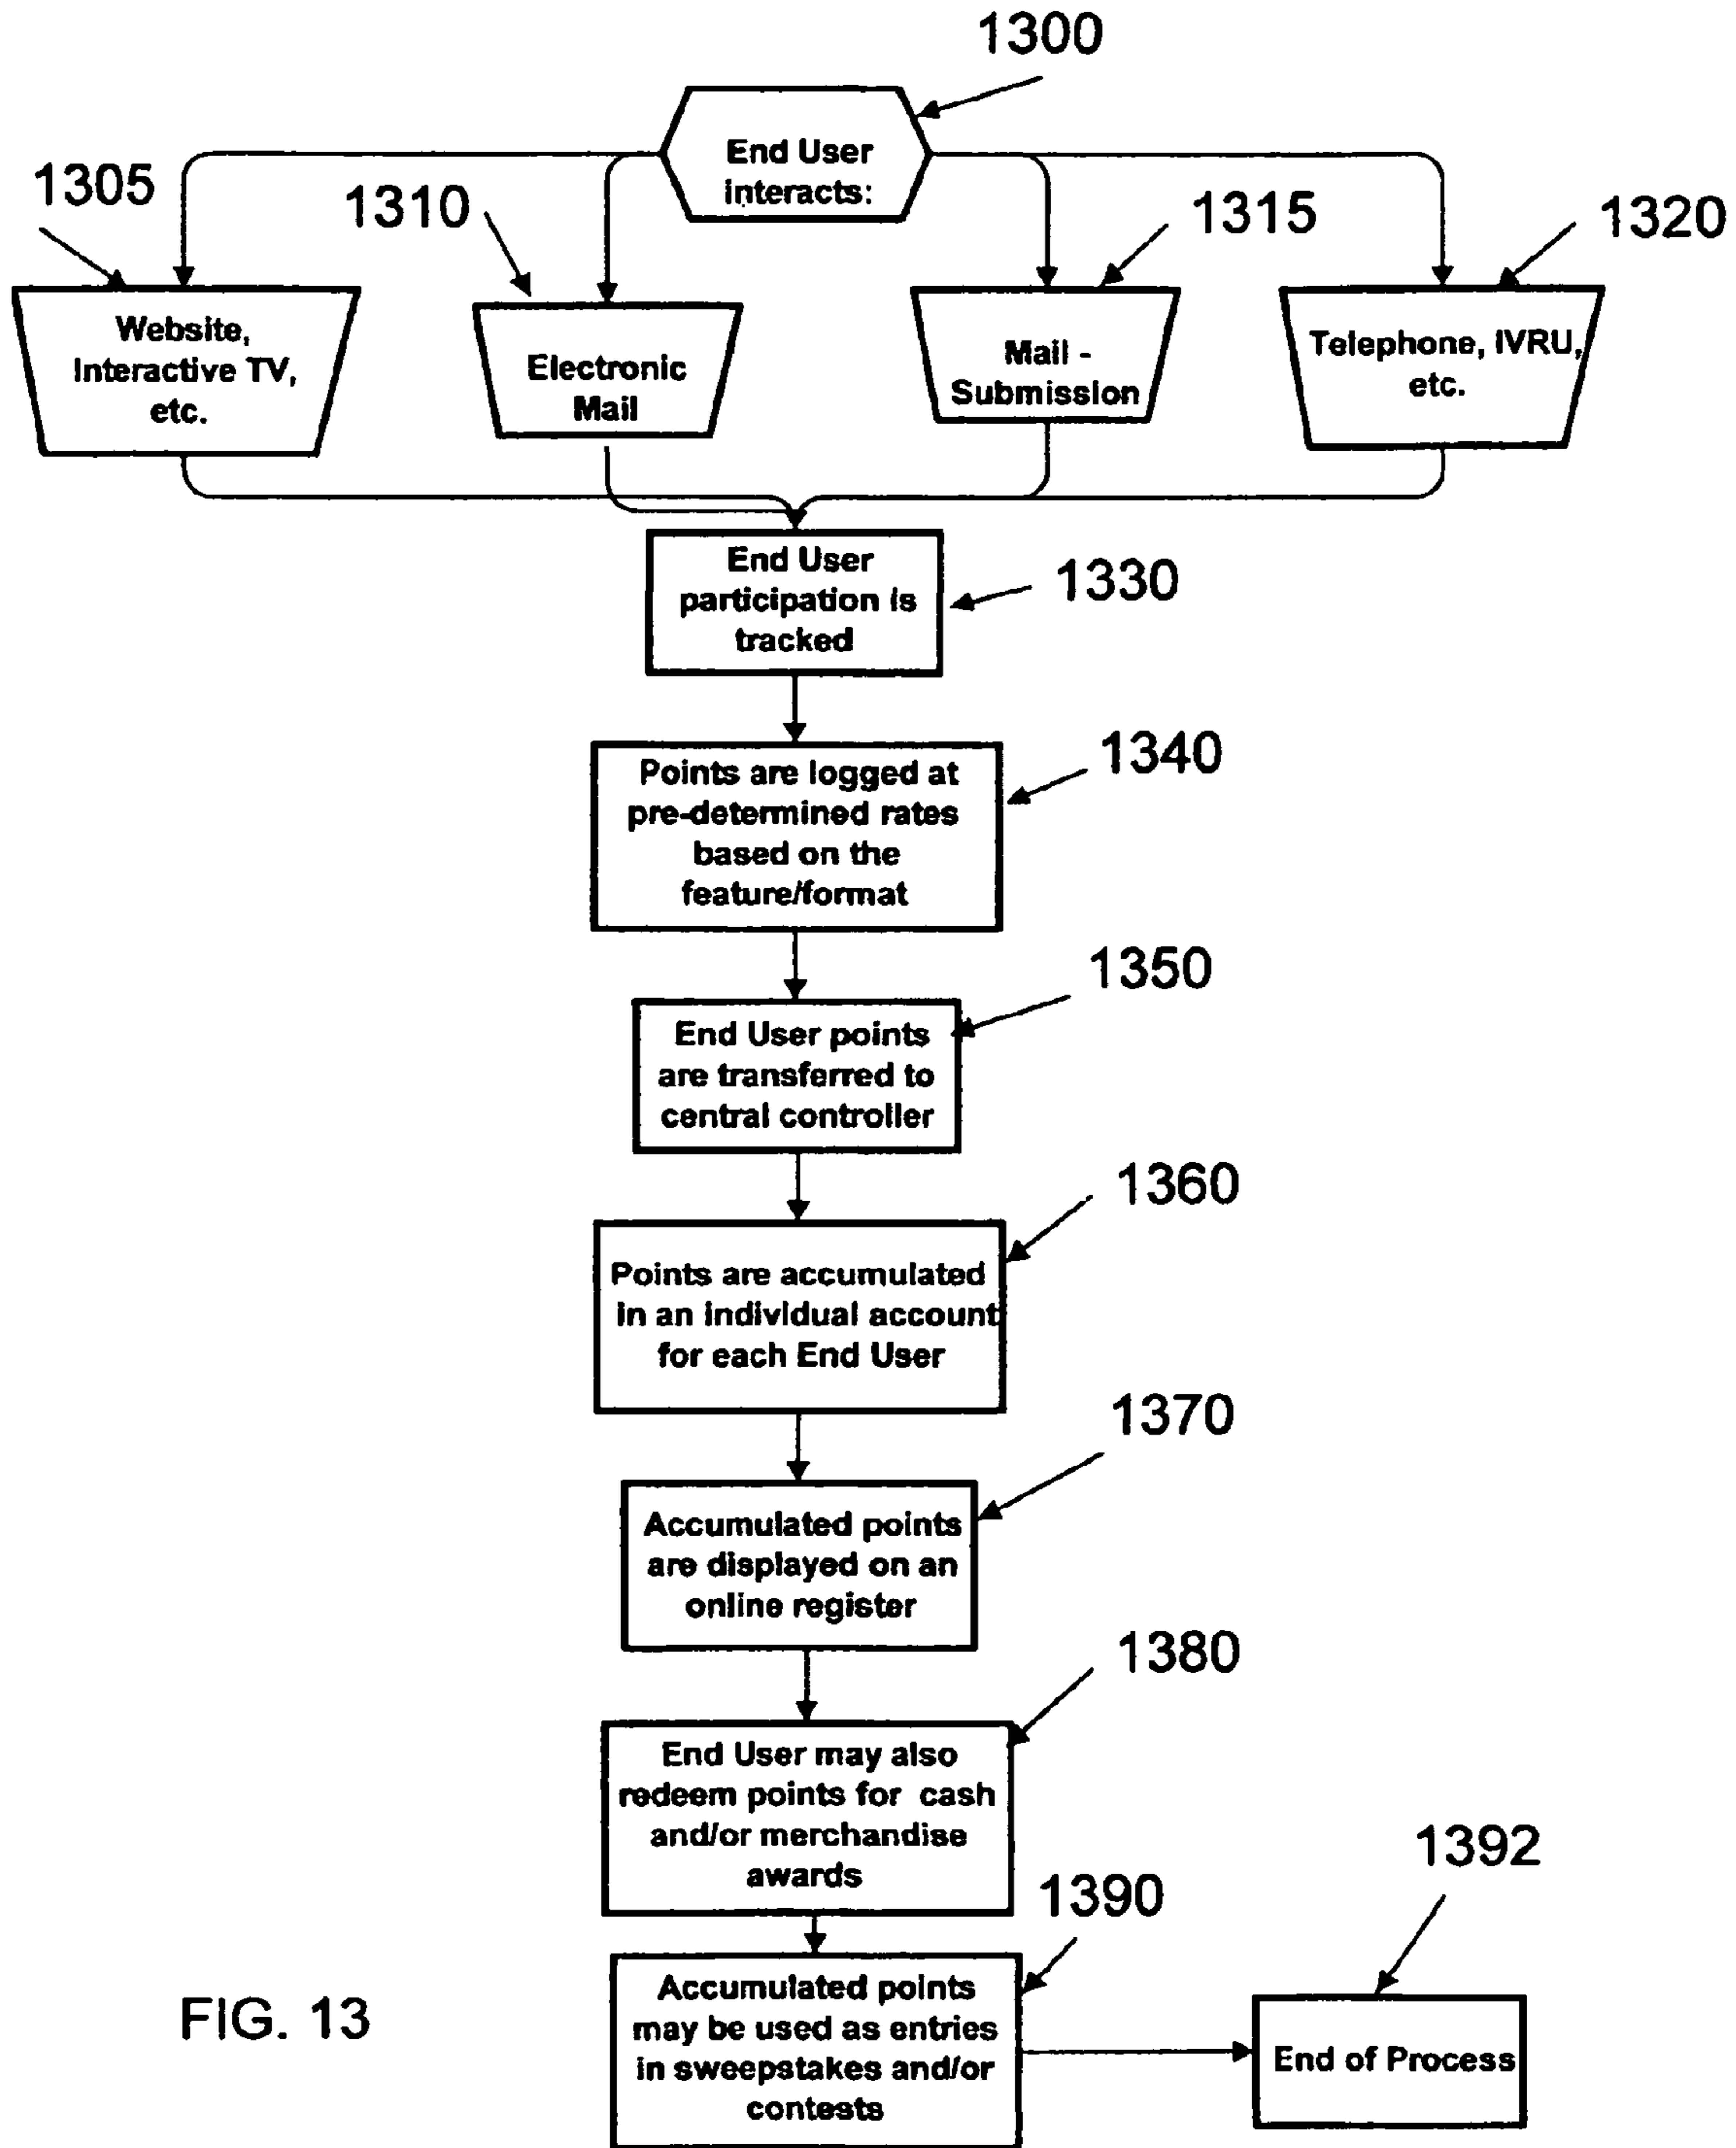 1300
End User
interacts:
1305
1310
1315
1320
Website,
Interactive TV,
etc.
Electronic
Mail
Mail -
Submission
Telephone, IVRU,
etc.
End User
participation is
tracked
1330
Points are logged at
pre-determined rates
based on the
feature/format
1340
End User points
are transferred to
central controller
1350
Points are accumulated
in an individual account
for each End User
1360
Accumulated points
are displayed on an
online register
1370
End User may also
redeem points for cash
and/or merchandise
awards
1380
Accumulated points
may be used as entries
in sweepstakes and/or
contests
1390
1392
End of Process
FIG. 13